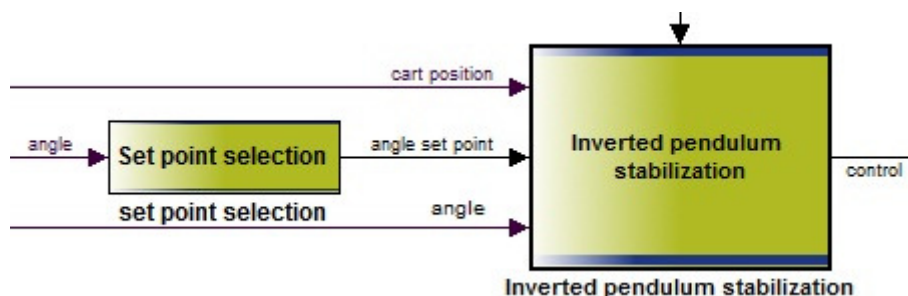 cart position
angle
Set point selection
angle set point
Inverted pendulum
stabilization
control
set point selection
angle
Inverted pendulum stabilization